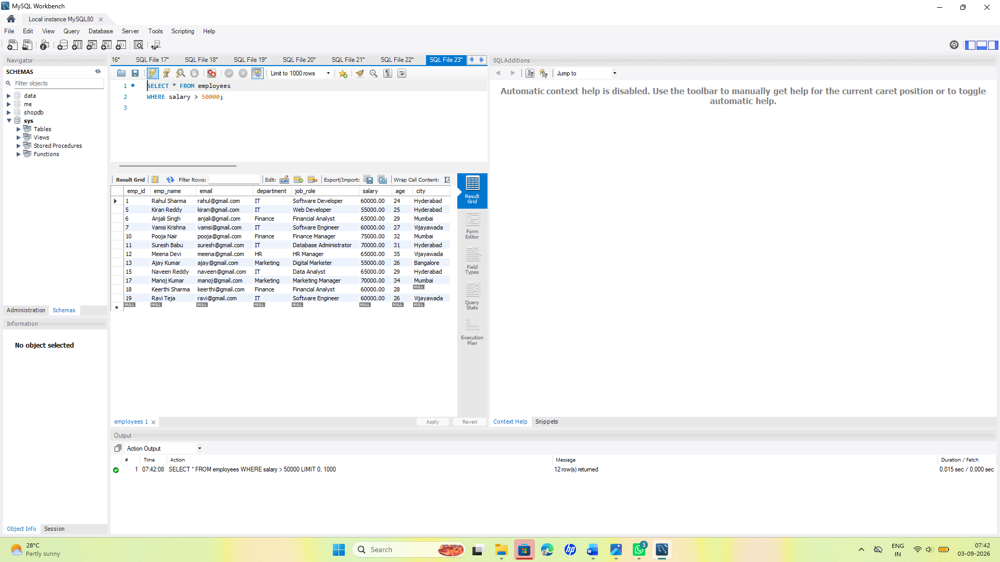 MySQL Workbench
Local instance MySQL80
File Edit View Query Database Server Tools Scripting Help
Navigator
SCHEMAS
Filter objects
data
me
shopdb
sys
Tables
Views
Stored Procedures
Functions
Administration Schemas
Information
No object selected
Object Info Session
16* SQL File 17* SQL File 18* SQL File 19* SQL File 20* SQL File 21* SQL File 22* SQL File 23*
Limit to 1000 rows
1 SELECT * FROM employees
2 WHERE salary > 50000;
3
Result Grid Filter Rows: Edit: Export/Import: Wrap Cell Content:
emp_id emp_name email department job_role salary age city
1 Rahul Sharma rahul@gmail.com IT Software Developer 60000.00 24 Hyderabad
5 Kiran Reddy kiran@gmail.com IT Web Developer 55000.00 25 Hyderabad
6 Anjali Singh anjali@gmail.com Finance Financial Analyst 65000.00 29 Mumbai
7 Vamsi Krishna vamsi@gmail.com IT Software Engineer 60000.00 27 Vijayawada
10 Pooja Nair pooja@gmail.com Finance Finance Manager 75000.00 32 Mumbai
11 Suresh Babu suresh@gmail.com IT Database Administrator 70000.00 31 Hyderabad
12 Meena Devi meena@gmail.com HR HR Manager 65000.00 35 Vijayawada
13 Ajay Kumar ajay@gmail.com Marketing Digital Marketer 55000.00 26 Bangalore
15 Naveen Reddy naveen@gmail.com IT Data Analyst 65000.00 29 Hyderabad
17 Manoj Kumar manoj@gmail.com Marketing Marketing Manager 70000.00 34 Mumbai
18 Keerthi Sharma keerthi@gmail.com Finance Financial Analyst 60000.00 28 NULL
19 Ravi Teja ravi@gmail.com IT Software Engineer 60000.00 26 Vijayawada
NULL NULL NULL NULL NULL NULL NULL NULL
Result
Grid
Form
Editor
Field
Types
Query
Stats
Execution
Plan
employees 1 Apply Revert
SQLAdditions
Jump to
Automatic context help is disabled. Use the toolbar to manually get help for the current caret position or to toggle
automatic help.
Context Help Snippets
Output
Action Output
# Time Action Message Duration / Fetch
1 07:42:08 SELECT * FROM employees WHERE salary > 50000 LIMIT 0, 1000 12 row(s) returned 0.015 sec / 0.000 sec
28°C
Partly sunny
Search
3
ENG
IN
07:42
03-09-2026